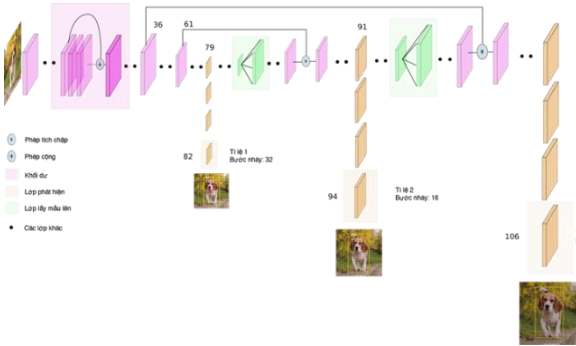 36
61
79
91
82
Tỉ lệ 1
Bước nhảy: 32
94
Tỉ lệ 2
Bước nhảy: 16
106
Phép tích chập
Phép cộng
Khối dư
Lớp phát hiện
Lớp lấy mẫu lên
Các lớp khác